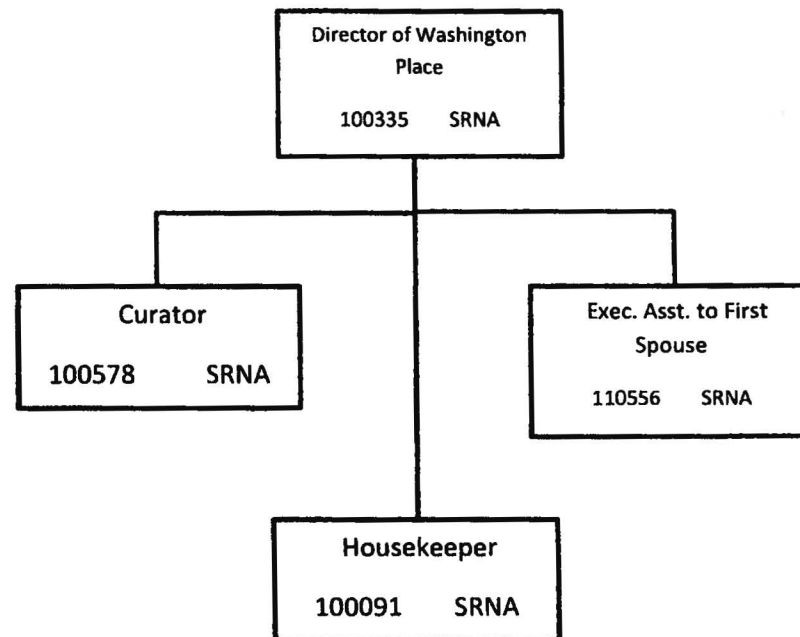 Director of Washington
Place
100335 SRNA
Curator
100578 SRNA
Exec. Asst. to First
Spouse
110556 SRNA
Housekeeper
100091 SRNA